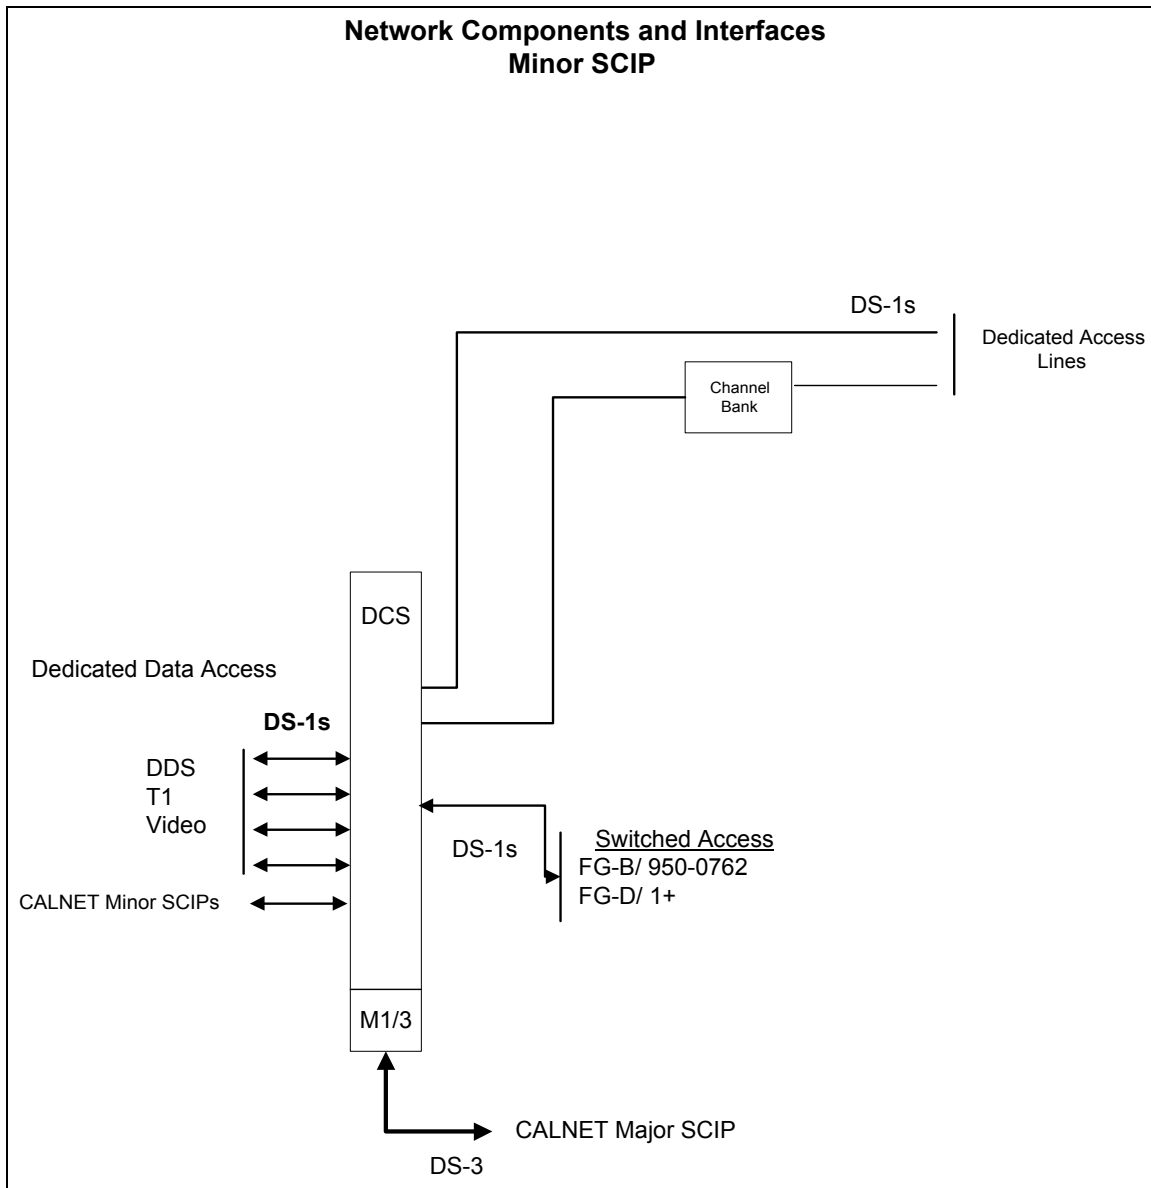 Network Components and Interfaces
Minor SCIP
DS-1s
Dedicated Access
Lines
Channel
Bank
DCS
Dedicated Data Access
DS-1s
DDS
T1
Video
CALNET Minor SCIPs
DS-1s
Switched Access
FG-B/ 950-0762
FG-D/ 1+
M1/3
CALNET Major SCIP
DS-3